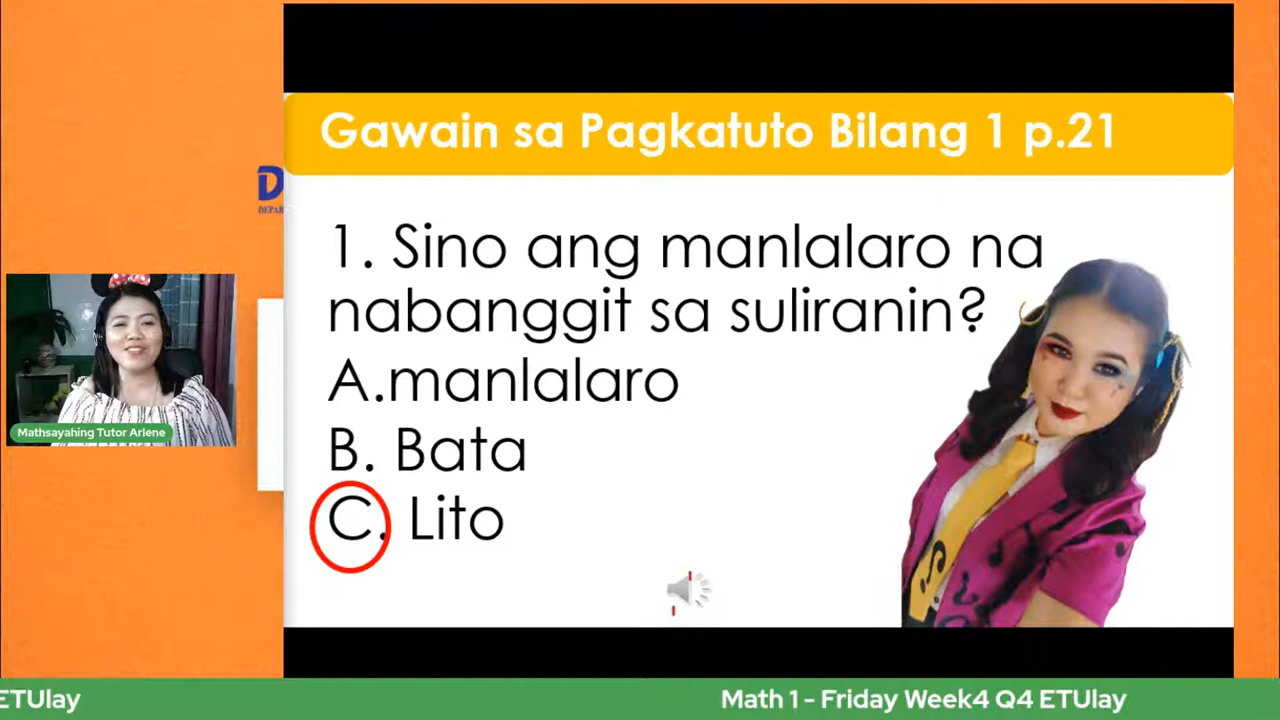 Gawain sa Pagkatuto Bilang 1 p.21
1. Sino ang manlalaro na
nabanggit sa suliranin?
A.manlalaro
B. Bata
C. Lito
D
DEPAR
Mathsayahing Tutor Arlene
ETUlay
Math 1 - Friday Week4 Q4 ETUlay